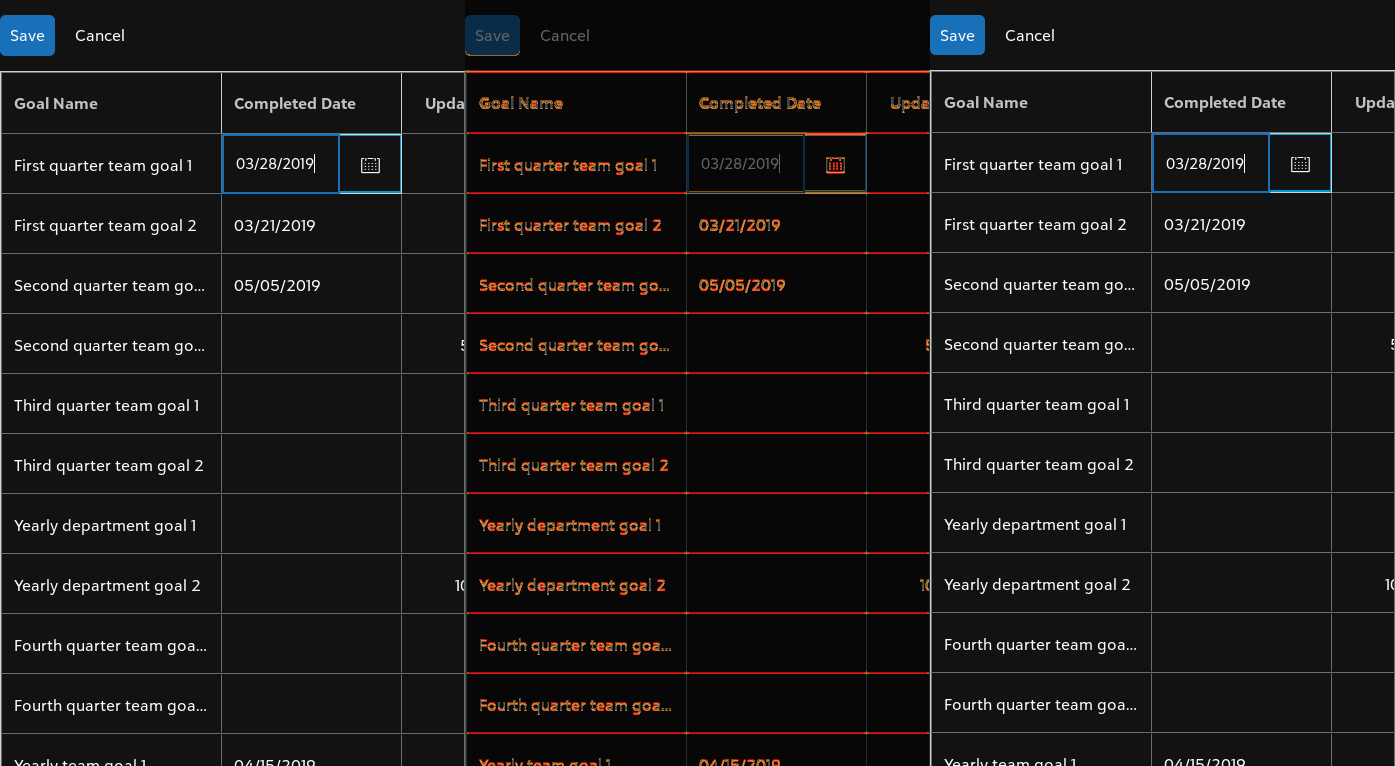 Save Cancel Save Cancel Save Cancel
Goal Name Completed Date Upda Goal Name Completed Date Upda Goal Name Completed Date Upda
First quarter team goal 1 03/28/2019 First quarter team goal 1 03/28/2019 First quarter team goal 1 03/28/2019
First quarter team goal 2 03/21/2019 First quarter team goal 2 03/21/2019 First quarter team goal 2 03/21/2019
Second quarter team go... 05/05/2019 Second quarter team go... 05/05/2019 Second quarter team go... 05/05/2019
Second quarter team go... Second quarter team go... Second quarter team go...
Third quarter team goal 1 Third quarter team goal 1 Third quarter team goal 1
Third quarter team goal 2 Third quarter team goal 2 Third quarter team goal 2
Yearly department goal 1 Yearly department goal 1 Yearly department goal 1
Yearly department goal 2 10 Yearly department goal 2 10 Yearly department goal 2 10
Fourth quarter team goa... Fourth quarter team goa... Fourth quarter team goa...
Fourth quarter team goa... Fourth quarter team goa... Fourth quarter team goa...
Yearly team goal 1 04/15/2019 Yearly team goal 1 04/15/2019 Yearly team goal 1 04/15/2019